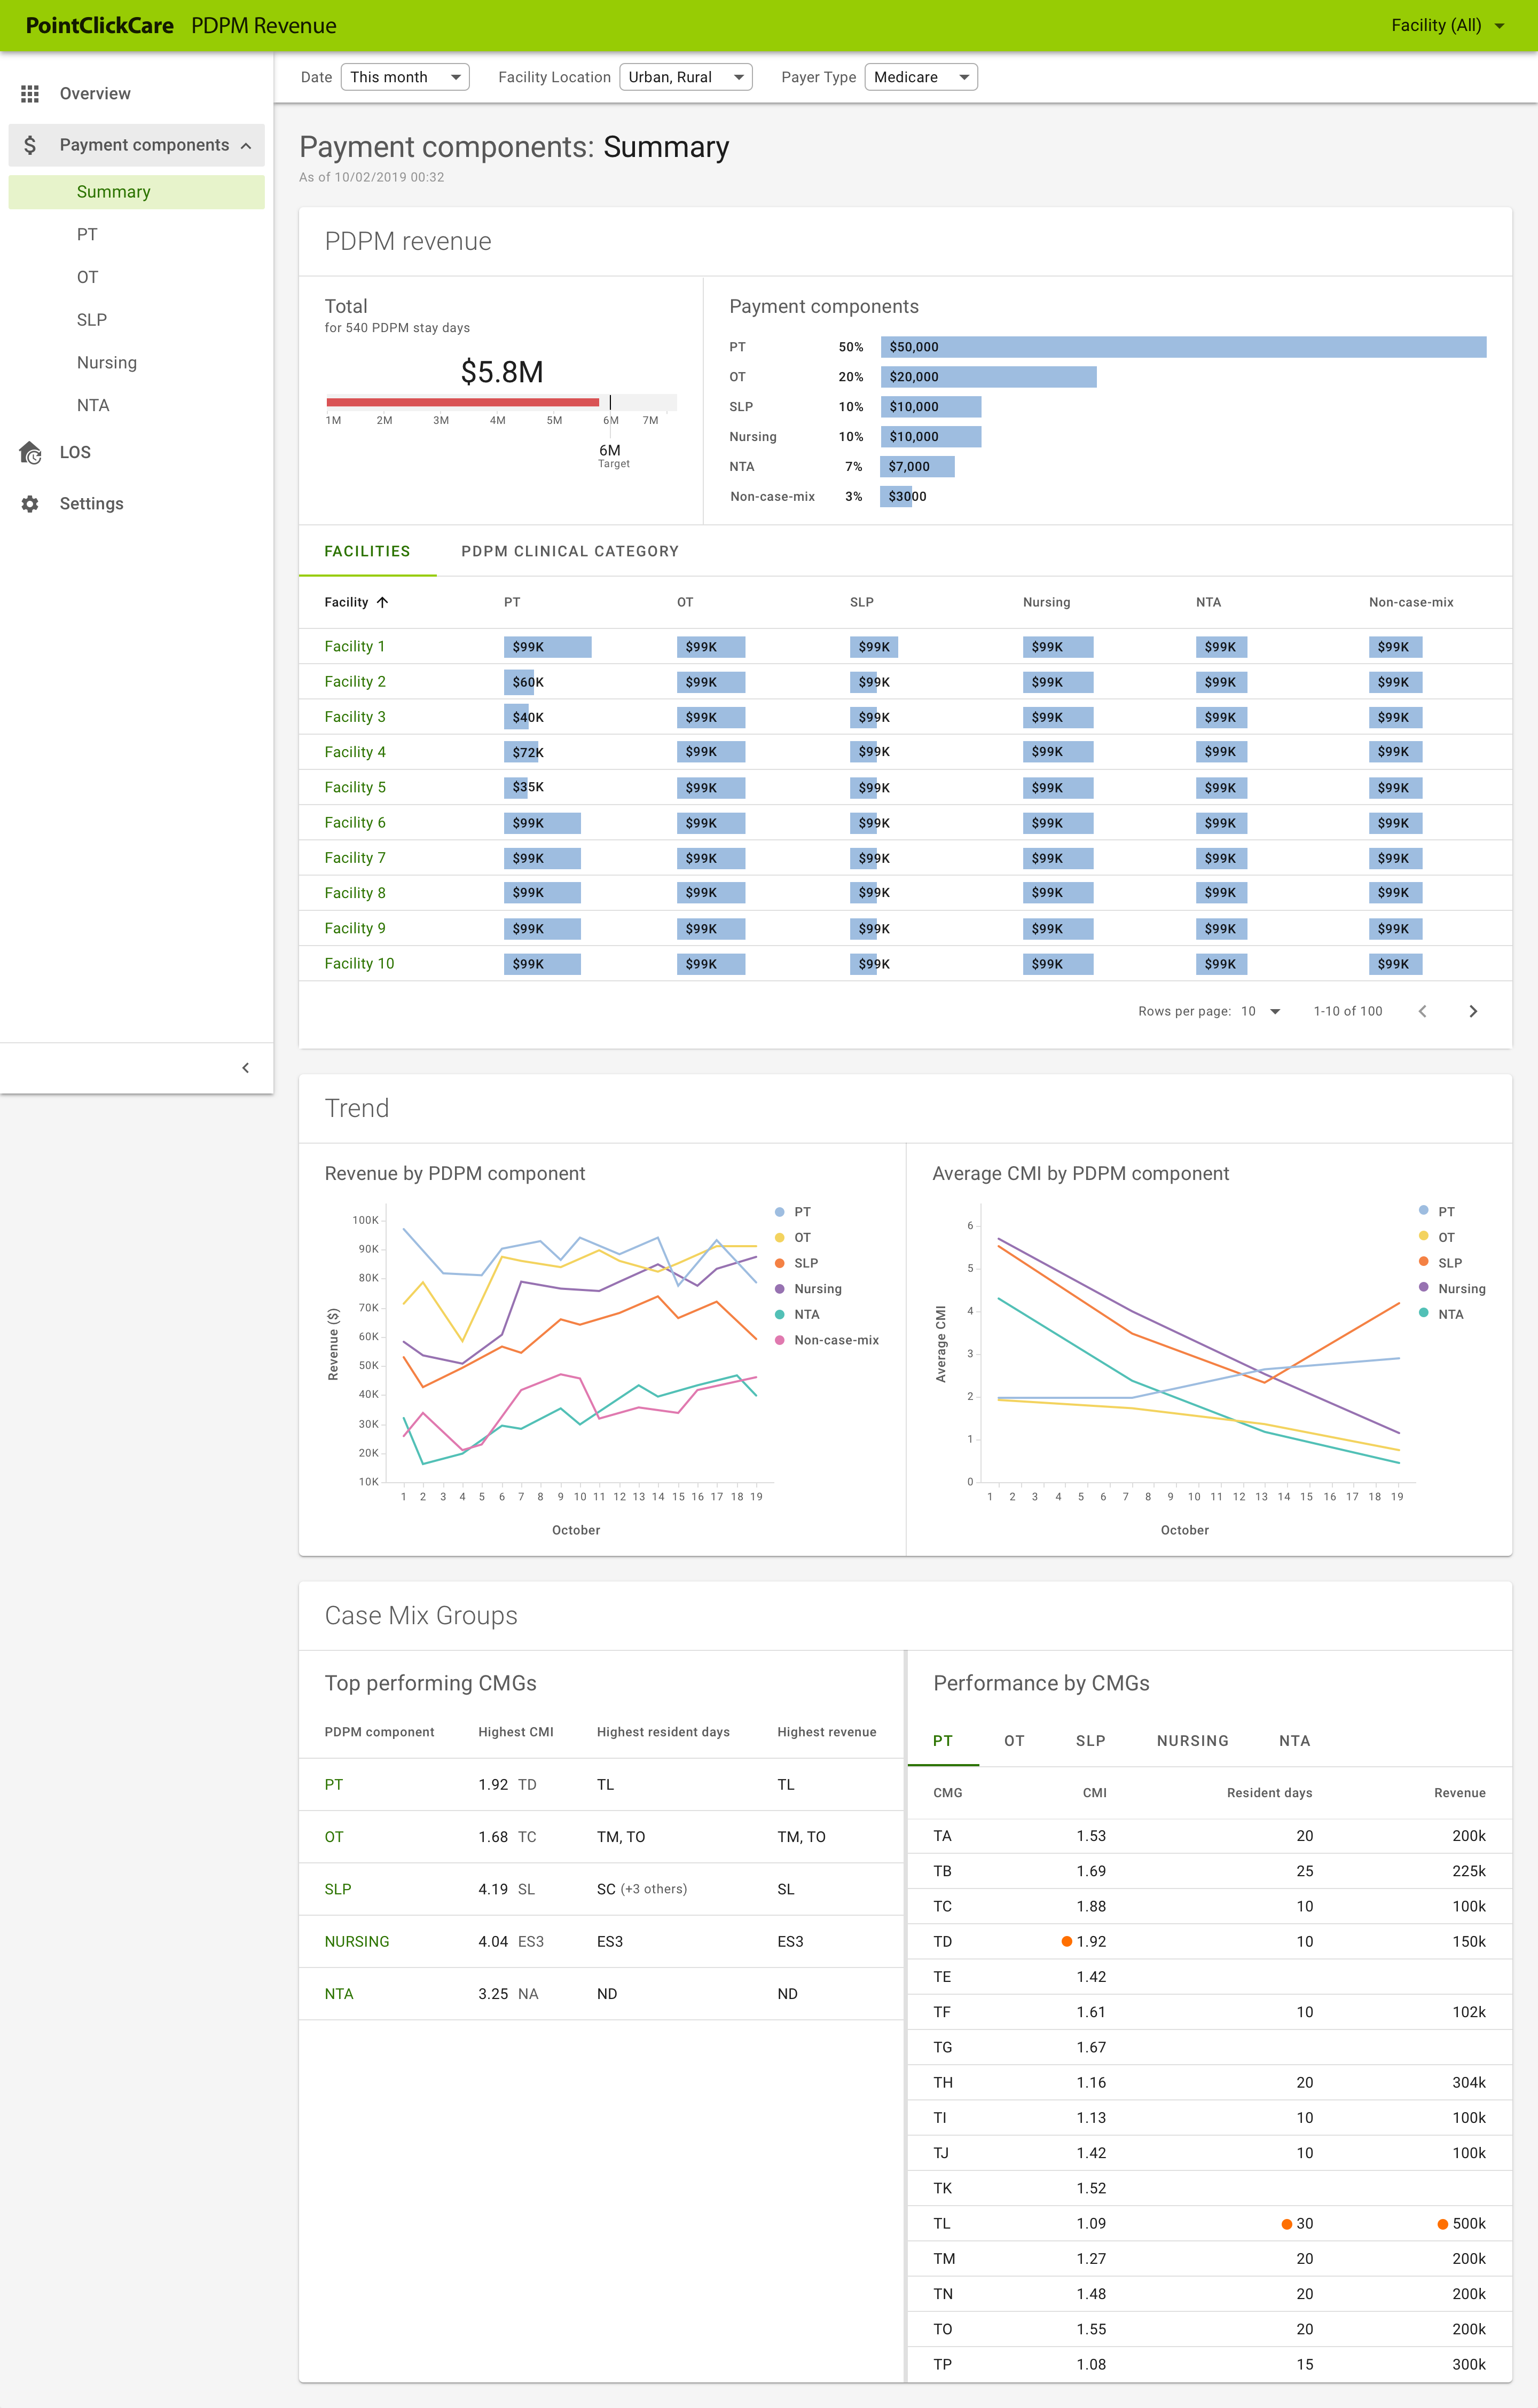 PointClickCare PDPM Revenue Facility (All)
Date This month Facility Location Urban, Rural Payer Type Medicare
Overview
Payment components
Summary
PT
OT
SLP
Nursing
NTA
LOS
Settings
Payment components: Summary
As of 10/02/2019 00:32
PDPM revenue
Total
for 540 PDPM stay days
$5.8M
1M 2M 3M 4M 5M 6M 7M
6M
Target
Payment components
PT 50% $50,000
OT 20% $20,000
SLP 10% $10,000
Nursing 10% $10,000
NTA 7% $7,000
Non-case-mix 3% $3000
FACILITIES PDPM CLINICAL CATEGORY
Facility PT OT SLP Nursing NTA Non-case-mix
Facility 1 $99K $99K $99K $99K $99K $99K
Facility 2 $60K $99K $99K $99K $99K $99K
Facility 3 $40K $99K $99K $99K $99K $99K
Facility 4 $72K $99K $99K $99K $99K $99K
Facility 5 $35K $99K $99K $99K $99K $99K
Facility 6 $99K $99K $99K $99K $99K $99K
Facility 7 $99K $99K $99K $99K $99K $99K
Facility 8 $99K $99K $99K $99K $99K $99K
Facility 9 $99K $99K $99K $99K $99K $99K
Facility 10 $99K $99K $99K $99K $99K $99K
Rows per page: 10 1-10 of 100
Trend
Revenue by PDPM component
Revenue ($)
100K
90K
80K
70K
60K
50K
40K
30K
20K
10K
1 2 3 4 5 6 7 8 9 10 11 12 13 14 15 16 17 18 19
October
PT
OT
SLP
Nursing
NTA
Non-case-mix
Average CMI by PDPM component
Average CMI
6
5
4
3
2
1
0
1 2 3 4 5 6 7 8 9 10 11 12 13 14 15 16 17 18 19
October
PT
OT
SLP
Nursing
NTA
Case Mix Groups
Top performing CMGs
PDPM component Highest CMI Highest resident days Highest revenue
PT 1.92 TD TL TL
OT 1.68 TC TM, TO TM, TO
SLP 4.19 SL SC (+3 others) SL
NURSING 4.04 ES3 ES3 ES3
NTA 3.25 NA ND ND
Performance by CMGs
PT OT SLP NURSING NTA
CMG CMI Resident days Revenue
TA 1.53 20 200k
TB 1.69 25 225k
TC 1.88 10 100k
TD 1.92 10 150k
TE 1.42
TF 1.61 10 102k
TG 1.67
TH 1.16 20 304k
TI 1.13 10 100k
TJ 1.42 10 100k
TK 1.52
TL 1.09 30 500k
TM 1.27 20 200k
TN 1.48 20 200k
TO 1.55 20 200k
TP 1.08 15 300k